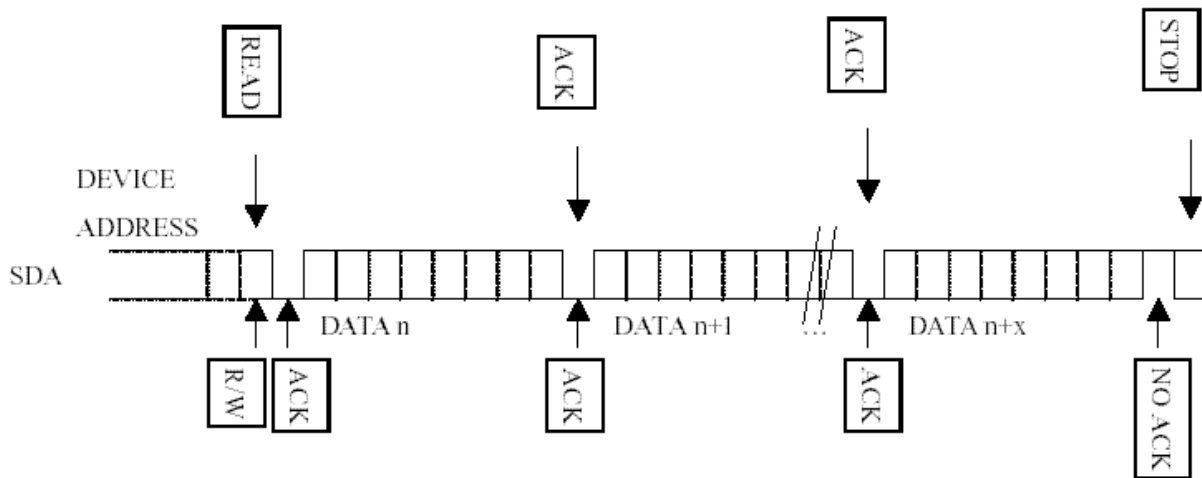 READ
ACK
ACK
STOP
DEVICE
ADDRESS
SDA
DATA n
DATA n+1
...
DATA n+x
R/W
ACK
ACK
ACK
NO ACK